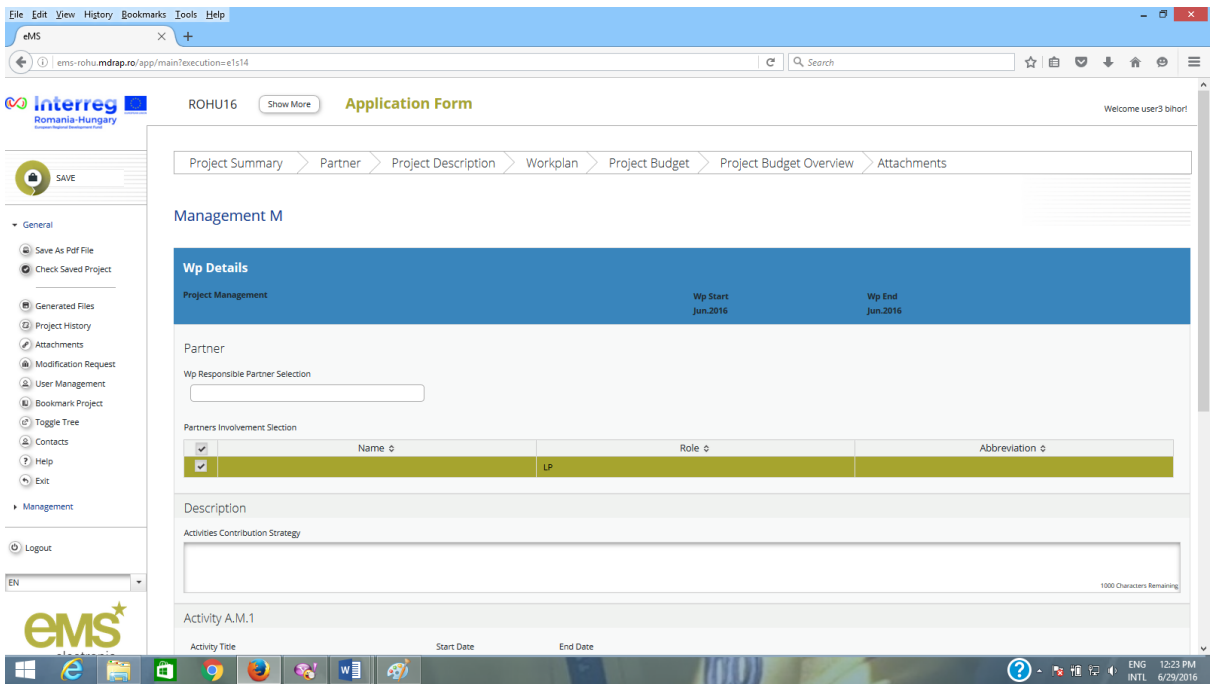 File Edit View History Bookmarks Tools Help
eMS
ems-rohu.mdrap.ro/app/main?execution=e1s14
Search
Interreg
Romania-Hungary
European Regional Development Fund
ROHU16
Show More
Application Form
Welcome user3 bihor!
SAVE
General
Save As Pdf File
Check Saved Project
Generated Files
Project History
Attachments
Modification Request
User Management
Bookmark Project
Toggle Tree
Contacts
Help
Exit
Management
Logout
EN
eMS
Project Summary Partner Project Description Workplan Project Budget Project Budget Overview Attachments
Management M
Wp Details
Project Management Wp Start Wp End
Jun.2016 Jun.2016
Partner
Wp Responsible Partner Selection
Partners Involvement Slection
Name Role Abbreviation
LP
Description
Activities Contribution Strategy
1000 Characters Remaining
Activity A.M.1
Activity Title Start Date End Date
ENG 12:23 PM
INTL 6/29/2016